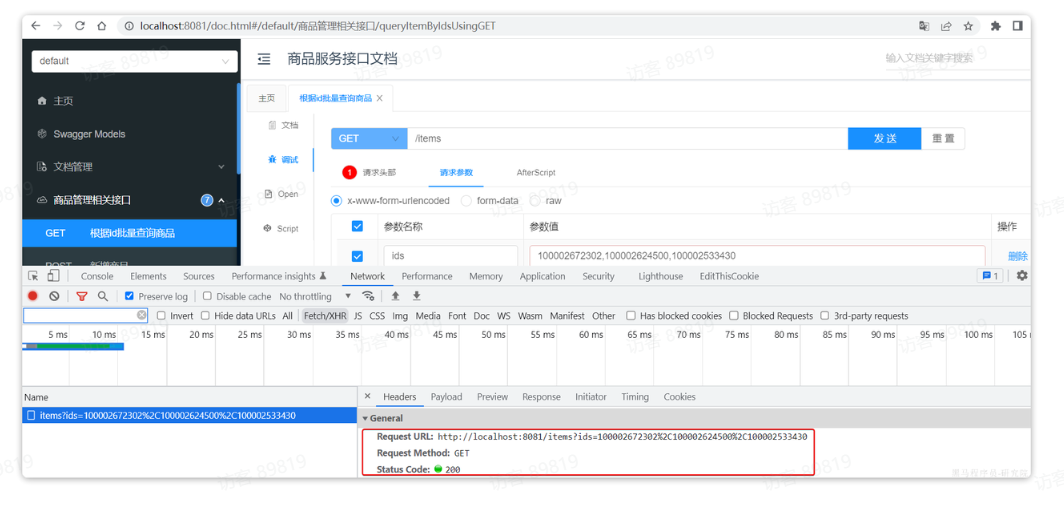 localhost:8081/doc.html#/default/商品管理相关接口/queryItemByIdsUsingGET
default
商品服务接口文档
输入文档关键字搜索
主页
根据id批量查询商品
主页
Swagger Models
文档管理
商品管理相关接口 7
GET 根据id批量查询商品
POST 新增商品
文档
调试
Open
Script
GET /items 发 送 重 置
1 请求头部 请求参数 AfterScript
x-www-form-urlencoded form-data raw
参数名称 参数值 操作
ids 100002672302,100002624500,100002533430 删除
Console Elements Sources Performance insights Network Performance Memory Application Security Lighthouse EditThisCookie 1
Preserve log Disable cache No throttling
Invert Hide data URLs All Fetch/XHR JS CSS Img Media Font Doc WS Wasm Manifest Other Has blocked cookies Blocked Requests 3rd-party requests
5 ms 10 ms 15 ms 20 ms 25 ms 30 ms 35 ms 40 ms 45 ms 50 ms 55 ms 60 ms 65 ms 70 ms 75 ms 80 ms 85 ms 90 ms 95 ms 100 ms 105
Name
items?ids=100002672302%2C100002624500%2C100002533430
Headers Payload Preview Response Initiator Timing Cookies
General
Request URL: http://localhost:8081/items?ids=100002672302%2C100002624500%2C100002533430
Request Method: GET
Status Code: 200
访客 89819